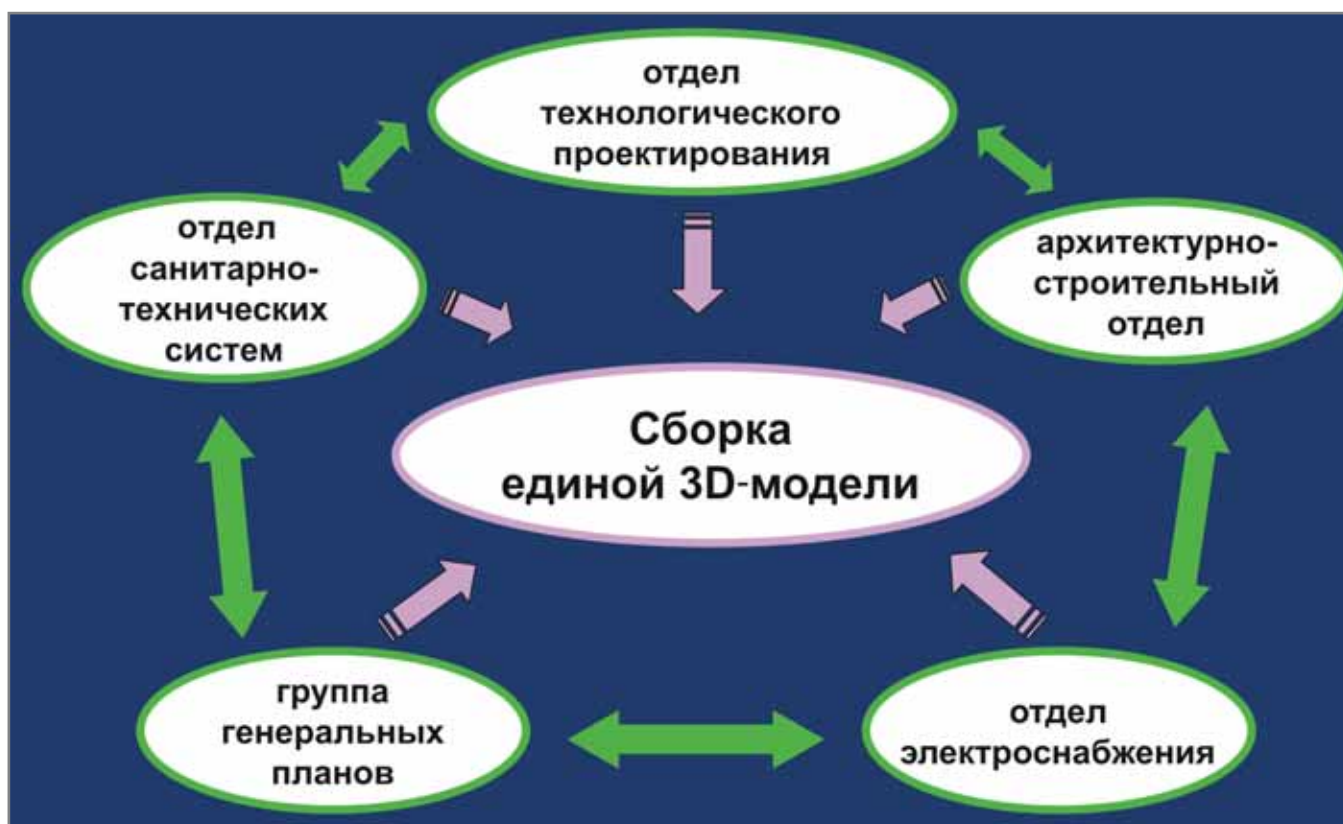 отдел
технологического
проектирования
отдел
санитарно-
технических
систем
архитектурно-
строительный
отдел
Сборка
единой 3D-модели
группа
генеральных
планов
отдел
электроснабжения